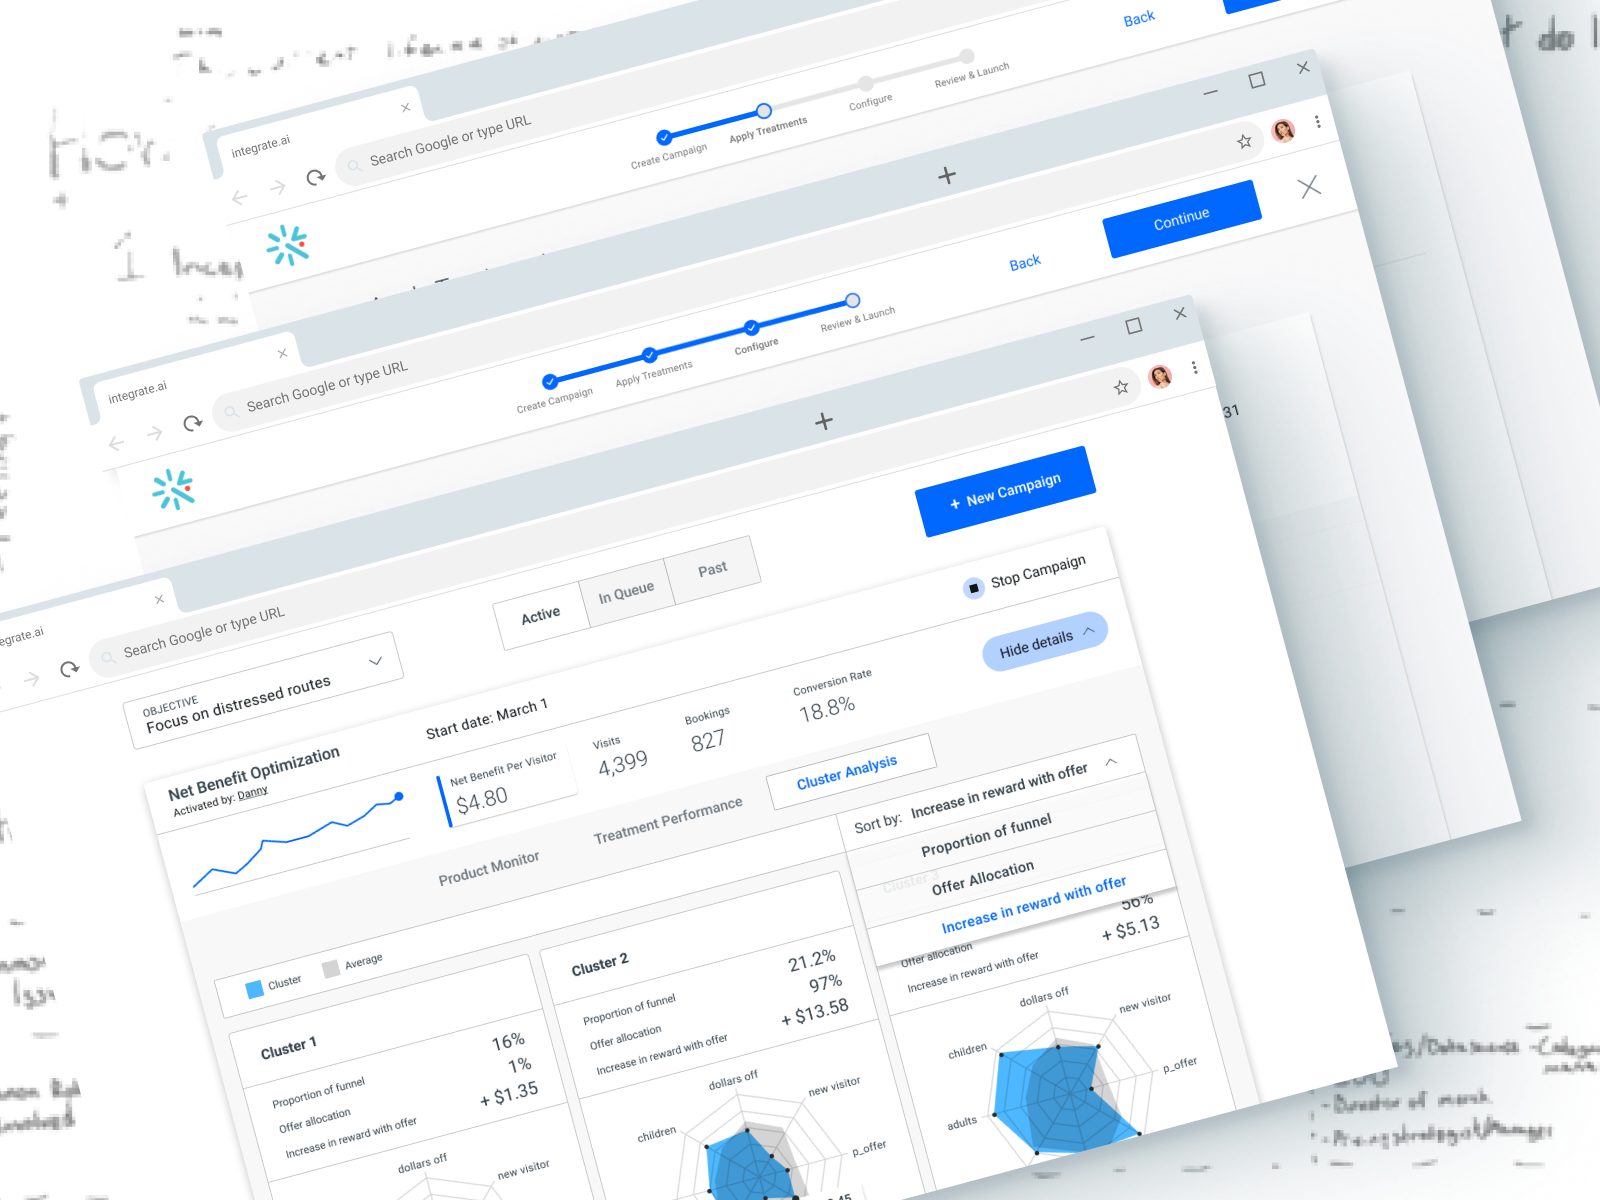 do I
integrate.ai
Search Google or type URL
Create Campaign
Apply Treatments
Configure
Review & Launch
Back
integrate.ai
Search Google or type URL
Create Campaign
Apply Treatments
Configure
Review & Launch
Back
Continue
31
egrate.ai
Search Google or type URL
+ New Campaign
OBJECTIVE
Focus on distressed routes
Active
In Queue
Past
Stop Campaign
Net Benefit Optimization
Activated by: Danny
Start date: March 1
Hide details
Net Benefit Per Visitor
$4.80
Visits
4,399
Bookings
827
Conversion Rate
18.8%
Product Monitor
Treatment Performance
Cluster Analysis
Sort by: Increase in reward with offer
Proportion of funnel
Offer Allocation
Increase in reward with offer
Cluster
Average
Cluster 1
Proportion of funnel 16%
Offer allocation 1%
Increase in reward with offer + $1.35
dollars off
new visitor
Cluster 2
Proportion of funnel 21.2%
Offer allocation 97%
Increase in reward with offer + $13.58
dollars off
new visitor
children
p_offer
Cluster 3
56%
Offer allocation
Increase in reward with offer + $5.13
dollars off
new visitor
children
p_offer
adults
- Director of merch
- Pricing strategist/Manager